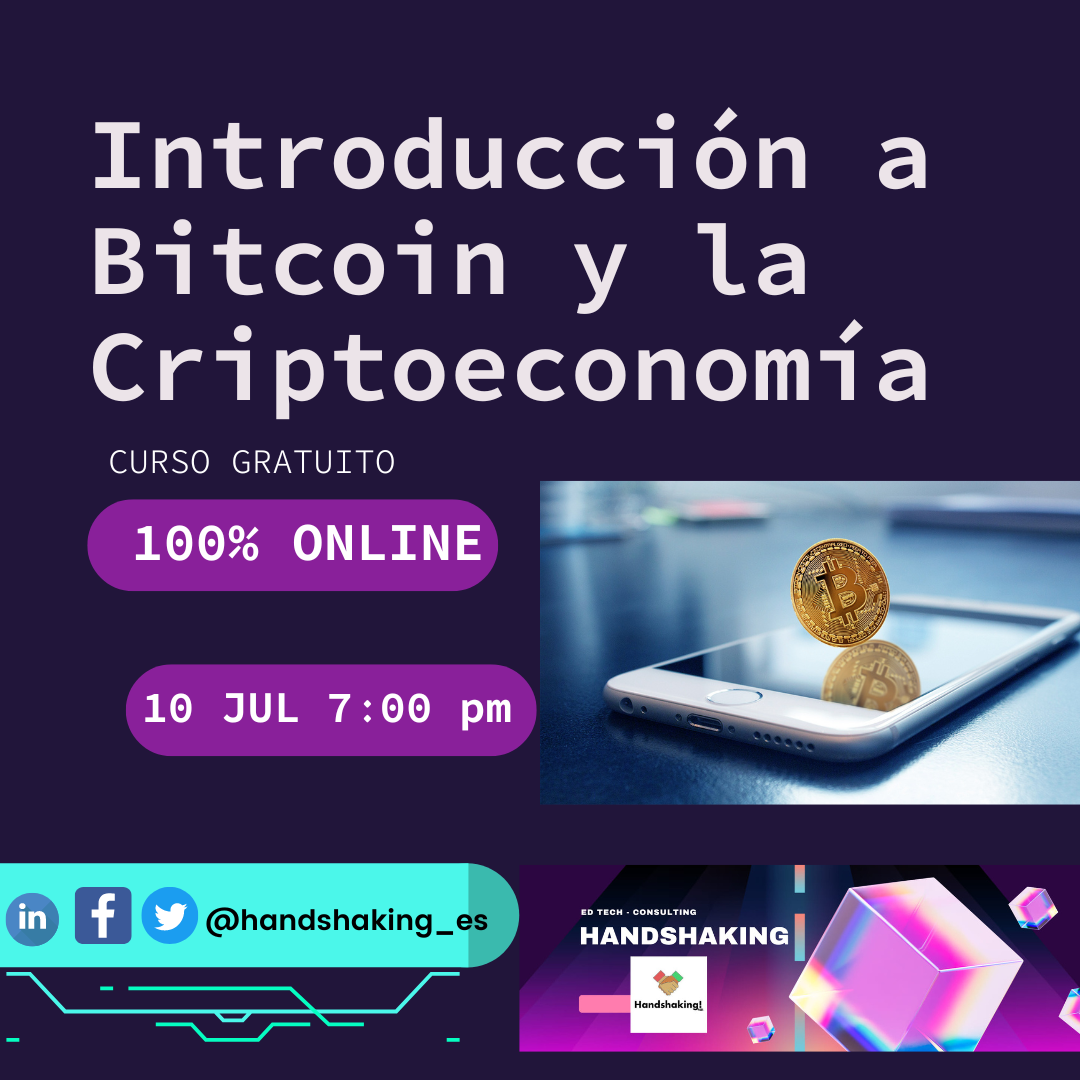 Introducción a
Bitcoin y la
Criptoeconomía
CURSO GRATUITO
100% ONLINE
10 JUL 7:00 pm
in f @handshaking_es
ED TECH - CONSULTING
HANDSHAKING
Handshaking!